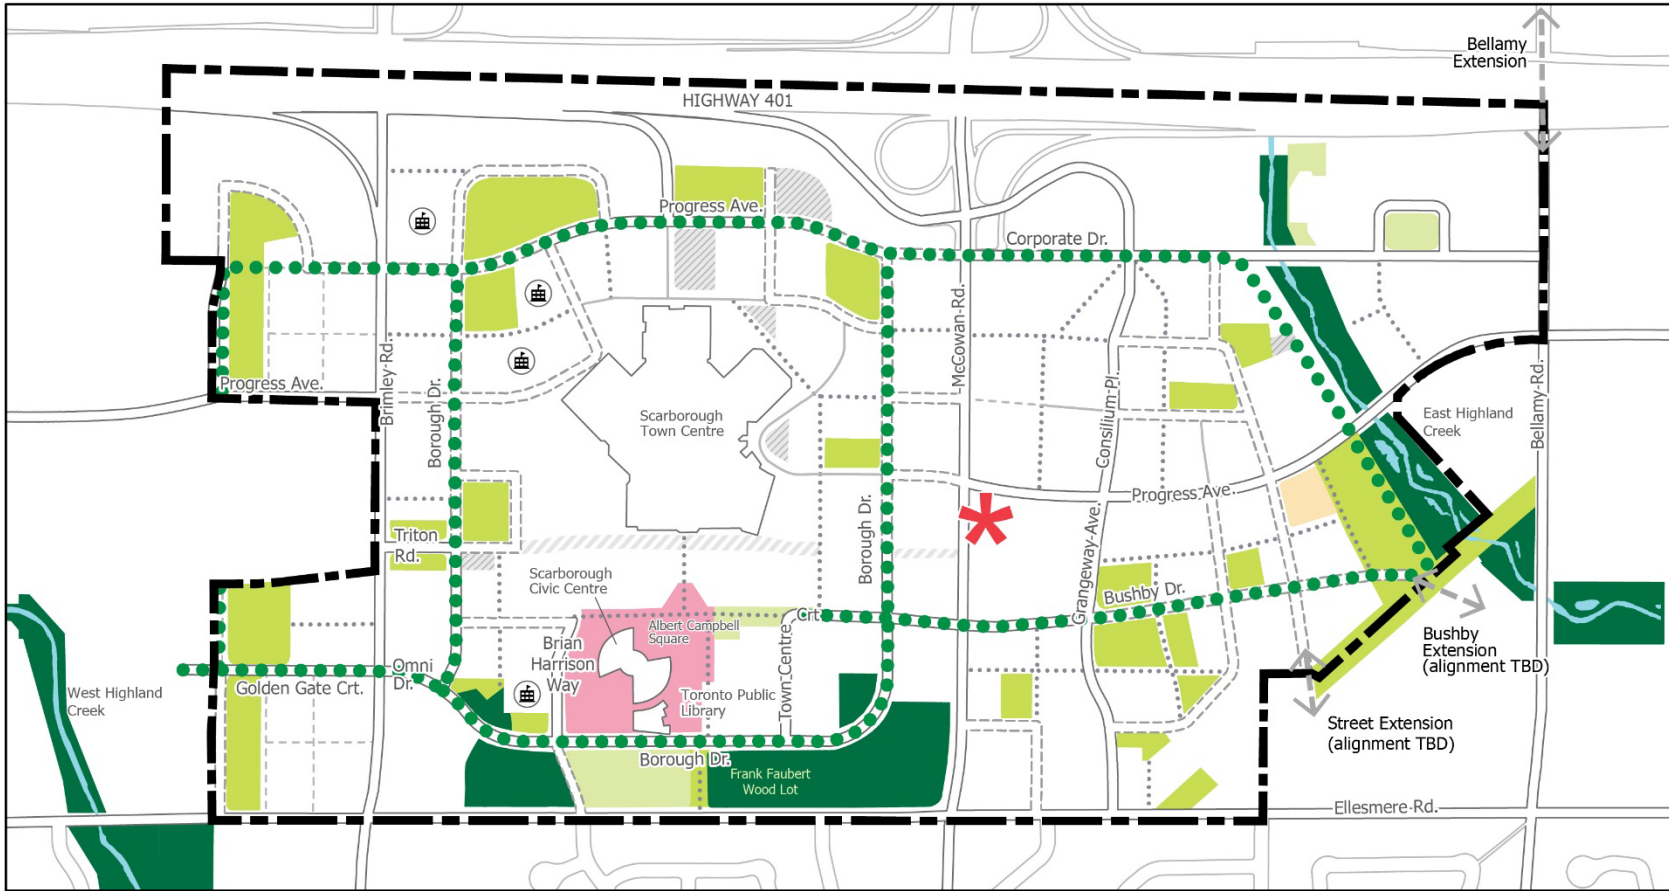 Bellamy
Extension
HIGHWAY 401
Progress Ave.
Corporate Dr.
McCowan Rd.
Brimley Rd.
Progress Ave.
Borough Dr.
Scarborough
Town Centre
Consilium Pl.
East Highland
Creek
Bellamy Rd.
Progress Ave.
Borough Dr.
Triton
Rd.
Grangeway Ave.
Scarborough
Civic Centre
Bushby Dr.
Crt.
Albert Campbell
Square
Brian
Harrison
Way
Town Centre
Bushby
Extension
(alignment TBD)
Omni
Dr.
Golden Gate Crt.
West Highland
Creek
Toronto Public
Library
Street Extension
(alignment TBD)
Borough Dr.
Frank Faubert
Wood Lot
Ellesmere Rd.